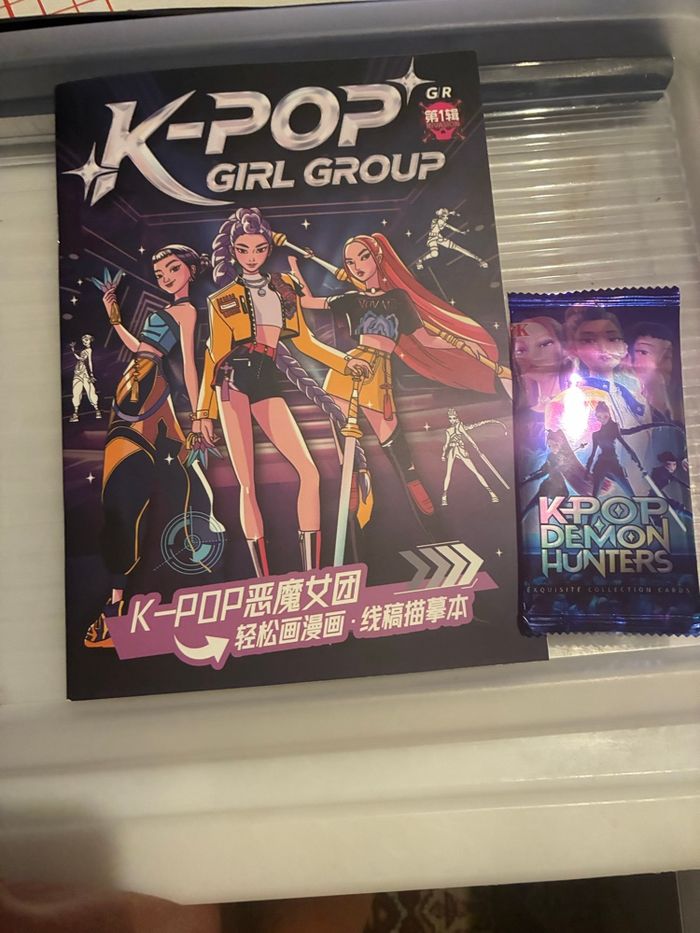 K-POP
GIRL GROUP
G/R
第1辑
INVASION
K-POP恶魔女团
轻松画漫画·线稿描摹本
K-POP
DEMON
HUNTERS
EXQUISITE COLLECTION CARDS